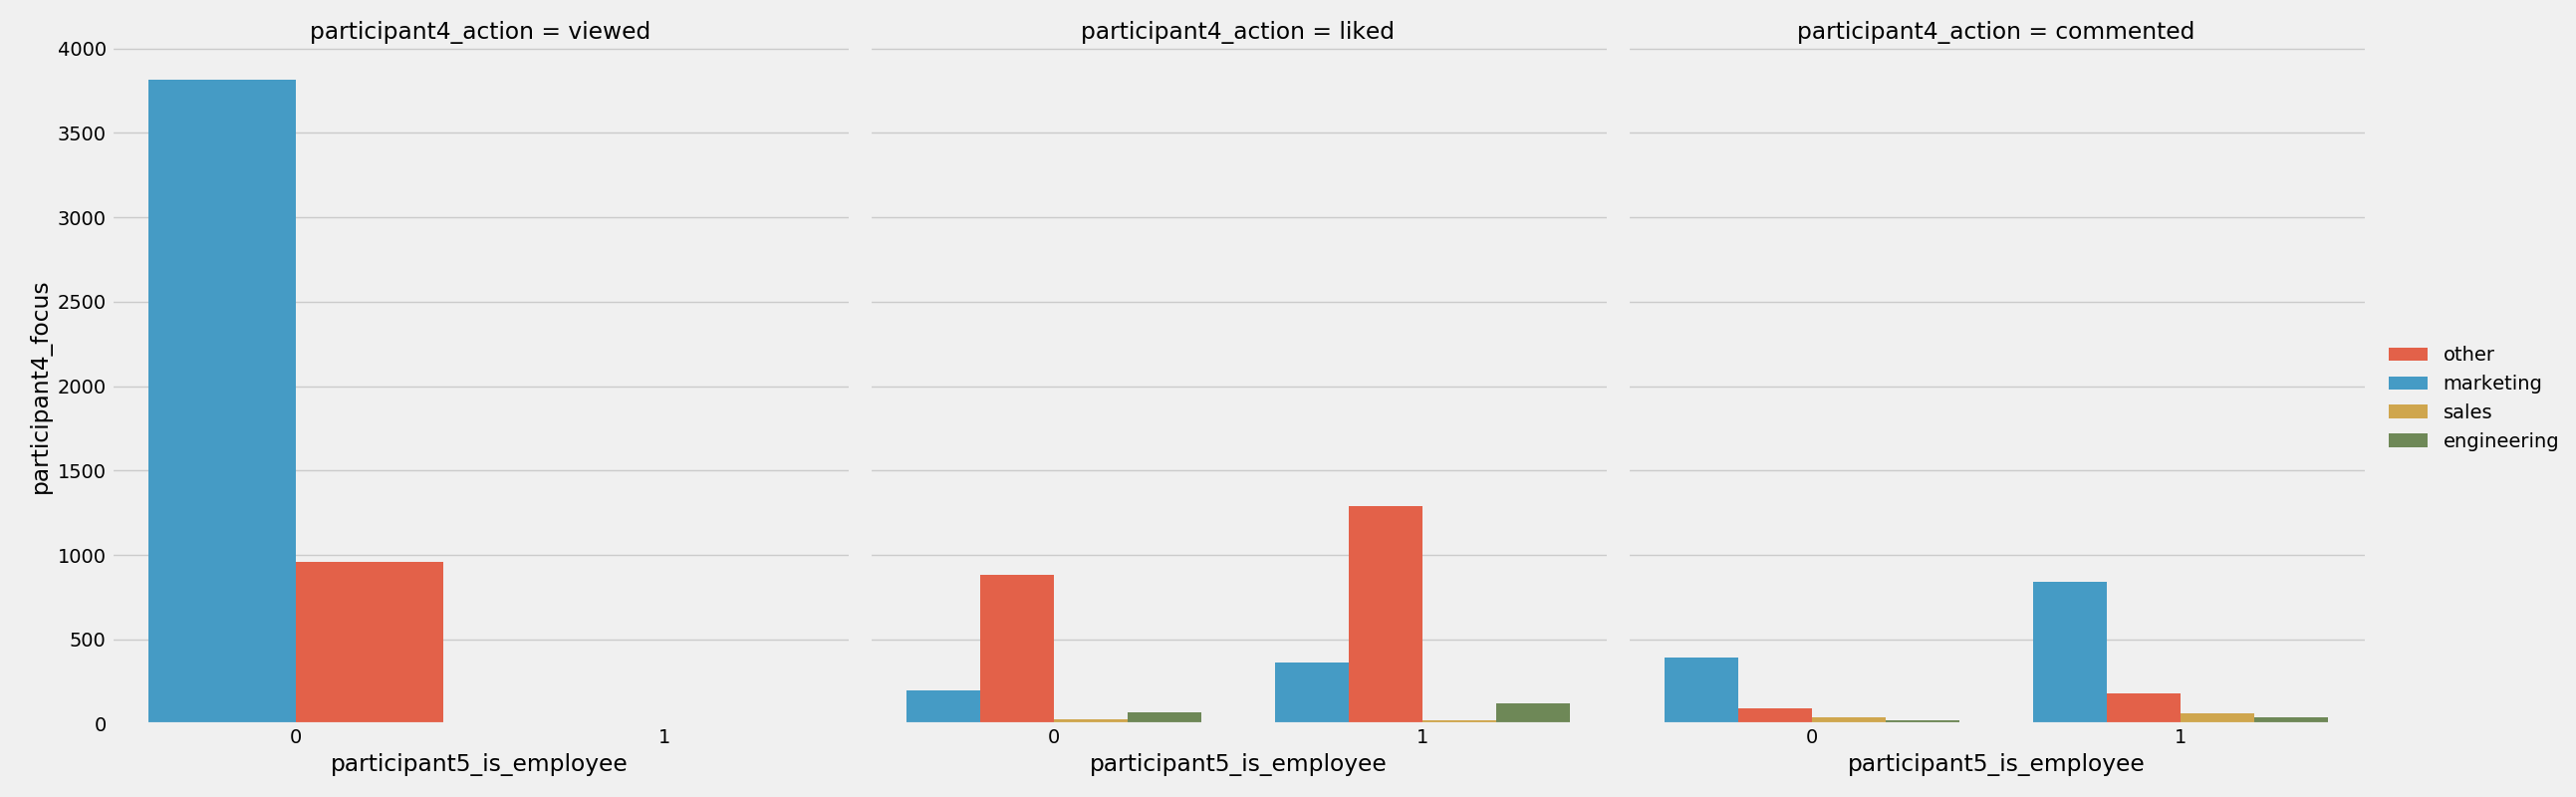 participant4_action = viewed
participant4_action = liked
participant4_action = commented
participant4_focus
4000
3500
3000
2500
2000
1500
1000
500
0
0
1
0
1
0
1
participant5_is_employee
participant5_is_employee
participant5_is_employee
other
marketing
sales
engineering